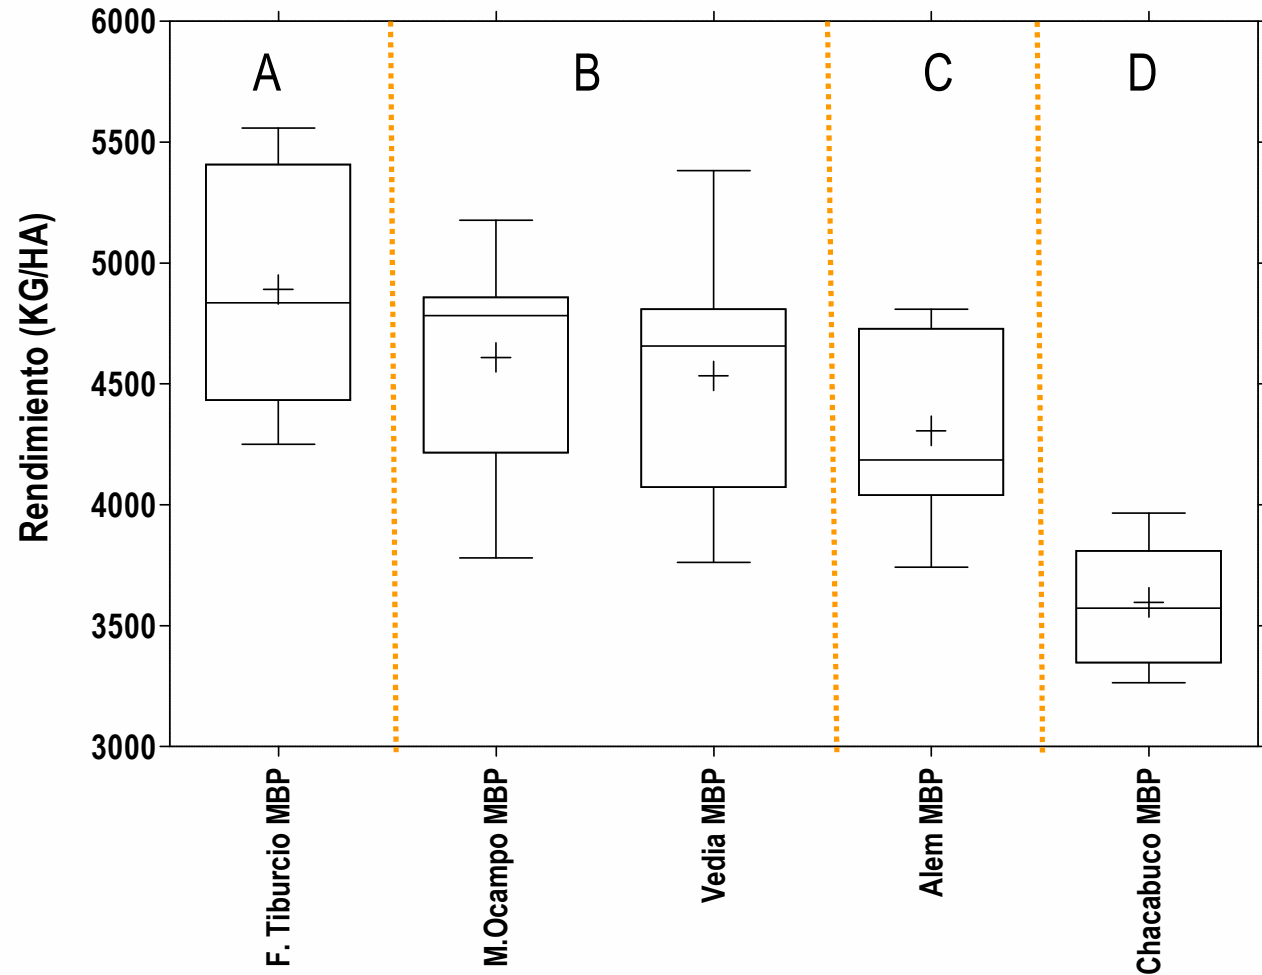 A
B
C
D
Rendimiento (KG/HA)
6000
5500
5000
4500
4000
3500
3000
F. Tiburcio MBP
M.Ocampo MBP
Vedia MBP
Alem MBP
Chacabuco MBP